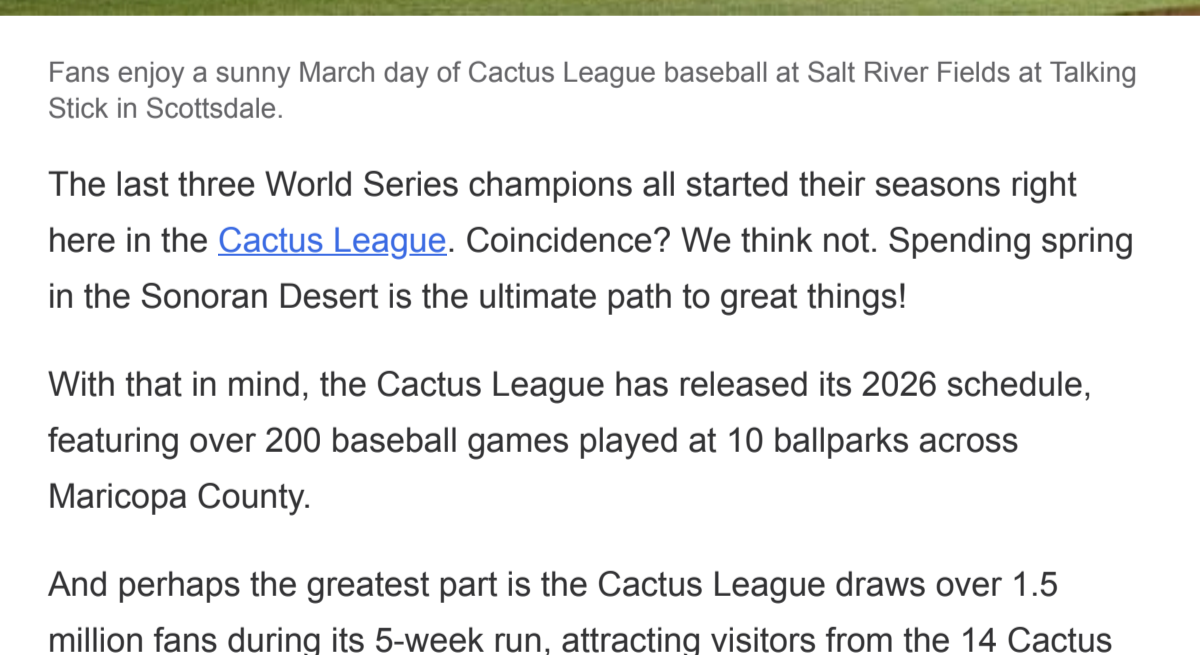 Fans enjoy a sunny March day of Cactus League baseball at Salt River Fields at Talking
Stick in Scottsdale.
The last three World Series champions all started their seasons right
here in the Cactus League. Coincidence? We think not. Spending spring
in the Sonoran Desert is the ultimate path to great things!
With that in mind, the Cactus League has released its 2026 schedule,
featuring over 200 baseball games played at 10 ballparks across
Maricopa County.
And perhaps the greatest part is the Cactus League draws over 1.5
million fans during its 5-week run, attracting visitors from the 14 Cactus